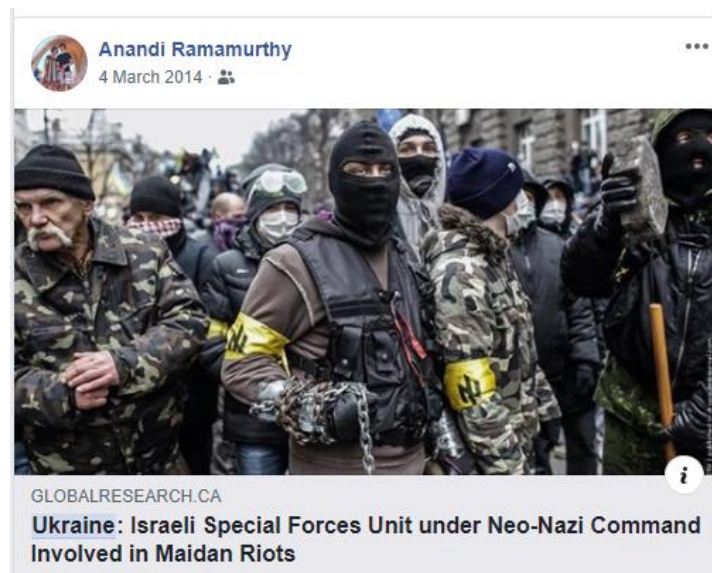 Anandi Ramamurthy
4 March 2014 ·
GLOBALRESEARCH.CA
Ukraine: Israeli Special Forces Unit under Neo-Nazi Command
Involved in Maidan Riots